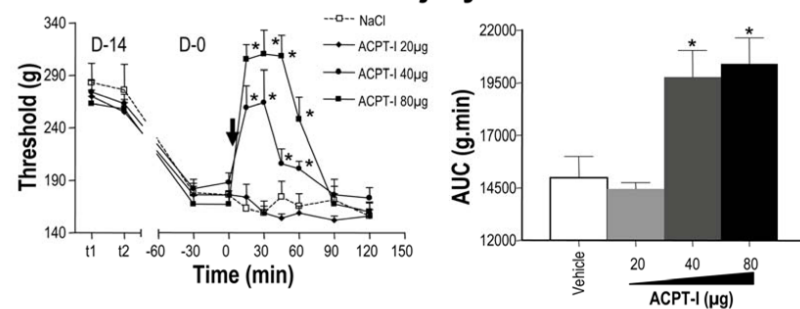 340
290
240
190
140
Threshold (g)
D-14
D-0
NaCl
ACPT-I 20µg
ACPT-I 40µg
ACPT-I 80µg
*
*
*
*
*
*
*
*
t1
t2
-60
-30
0
30
60
90
120
150
Time (min)
22000
19500
17000
14500
12000
AUC (g.min)
*
*
Vehicle
20
40
80
ACPT-I (µg)